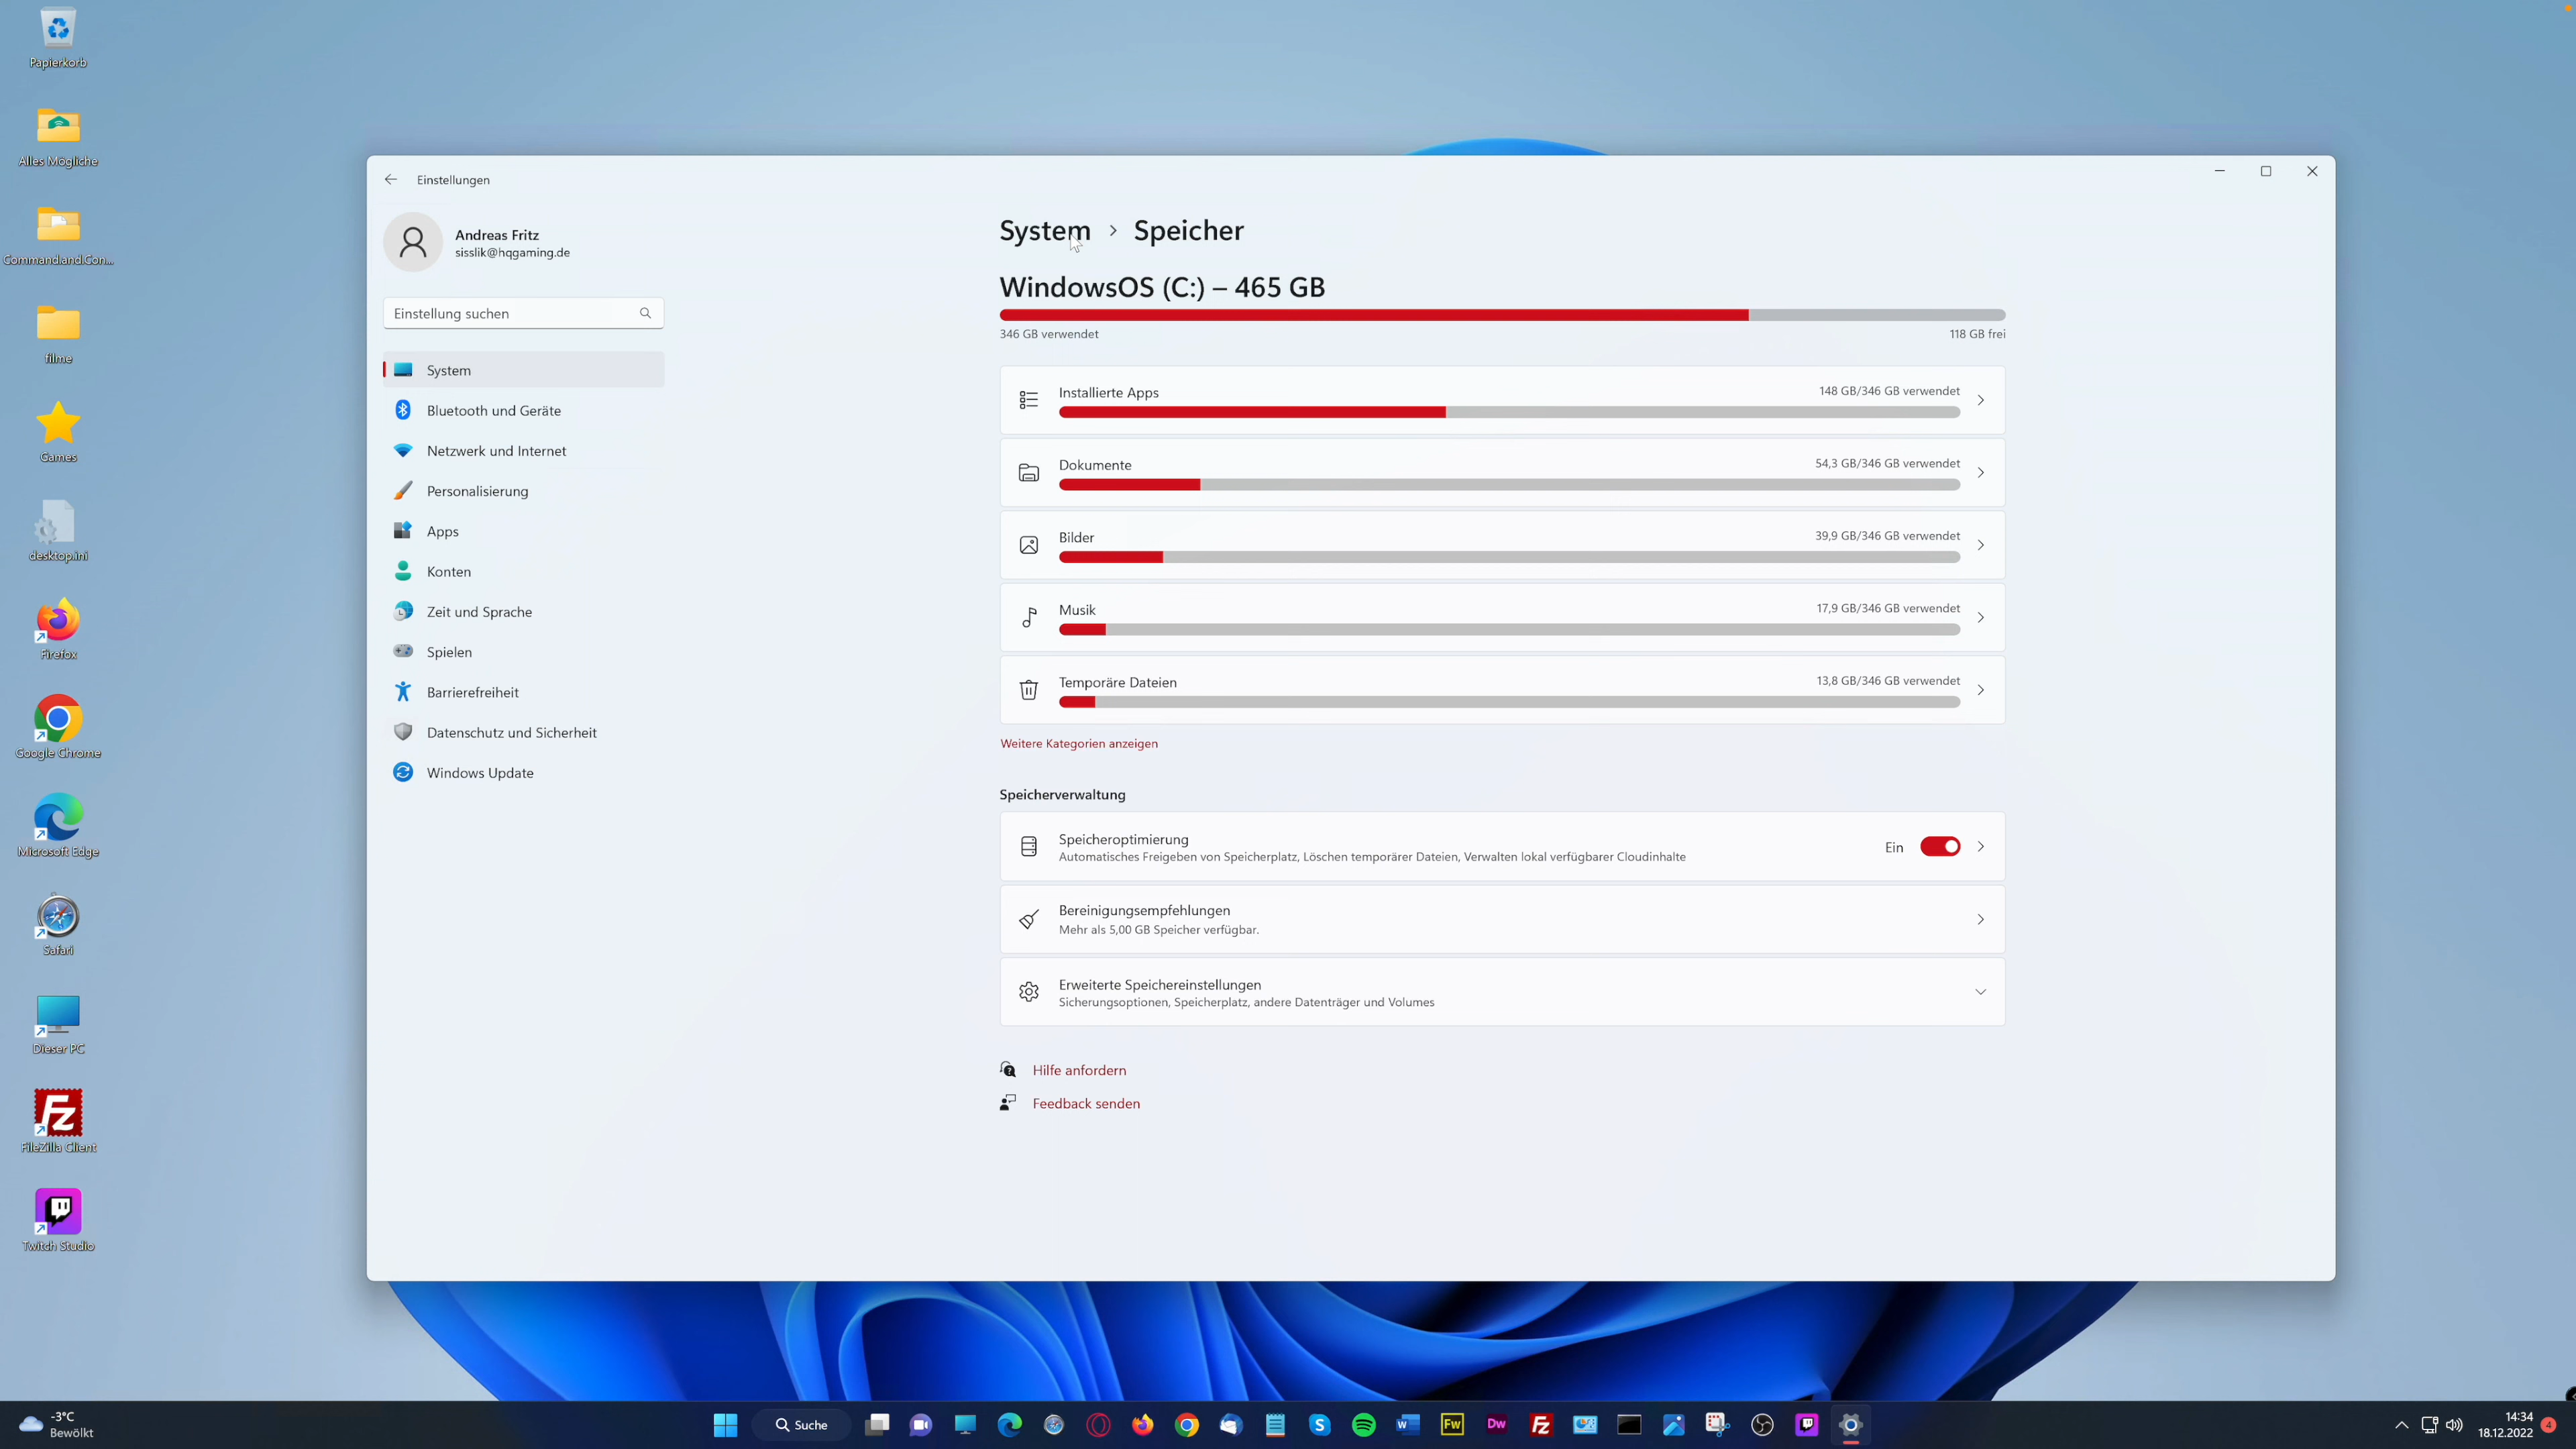 Papierkorb
Alles Mögliche
Command.and.Con...
filme
Games
desktop.ini
Firefox
Google Chrome
Microsoft Edge
Safari
Dieser PC
Fz
FileZilla Client
Twitch Studio
Einstellungen
Andreas Fritz
sisslik@hqgaming.de
Einstellung suchen
System
Bluetooth und Geräte
Netzwerk und Internet
Personalisierung
Apps
Konten
Zeit und Sprache
Spielen
Barrierefreiheit
Datenschutz und Sicherheit
Windows Update
System > Speicher
WindowsOS (C:) – 465 GB
346 GB verwendet 118 GB frei
Installierte Apps 148 GB/346 GB verwendet
Dokumente 54,3 GB/346 GB verwendet
Bilder 39,9 GB/346 GB verwendet
Musik 17,9 GB/346 GB verwendet
Temporäre Dateien 13,8 GB/346 GB verwendet
Weitere Kategorien anzeigen
Speicherverwaltung
Speicheroptimierung
Automatisches Freigeben von Speicherplatz, Löschen temporärer Dateien, Verwalten lokal verfügbarer Cloudinhalte
Ein
Bereinigungsempfehlungen
Mehr als 5,00 GB Speicher verfügbar.
Erweiterte Speichereinstellungen
Sicherungsoptionen, Speicherplatz, andere Datenträger und Volumes
Hilfe anfordern
Feedback senden
-3°C
Bewölkt
Suche
S
W
Fw
Dw
Fz
14:34
18.12.2022
4